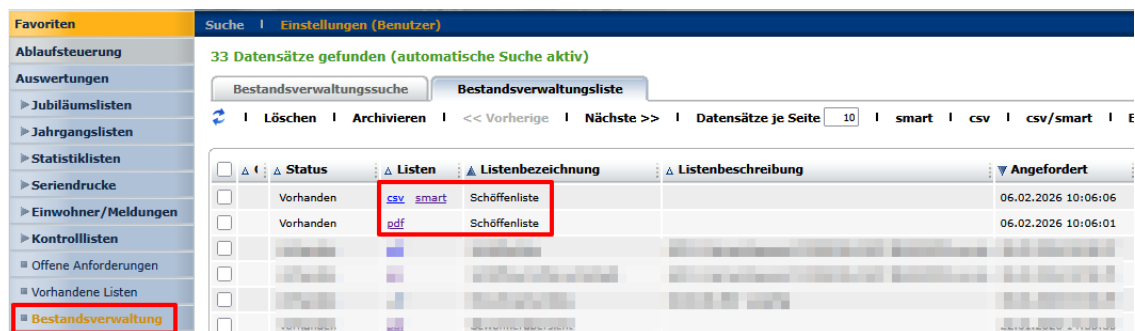 Favoriten
Suche | Einstellungen (Benutzer)
Ablaufsteuerung
33 Datensätze gefunden (automatische Suche aktiv)
Auswertungen
Bestandsverwaltungssuche Bestandsverwaltungsliste
Jubiläumslisten
Löschen | Archivieren | << Vorherige | Nächste >> | Datensätze je Seite 10 | smart | csv | csv/smart |
Jahrgangslisten
Statistiklisten
Status Listen Listenbezeichnung Listenbeschreibung Angefordert
Seriendrucke
Vorhanden csv smart Schöffenliste 06.02.2026 10:06:06
Einwohner/Meldungen
Vorhanden pdf Schöffenliste 06.02.2026 10:06:01
Kontrolllisten
Offene Anforderungen
Vorhandene Listen
Bestandsverwaltung